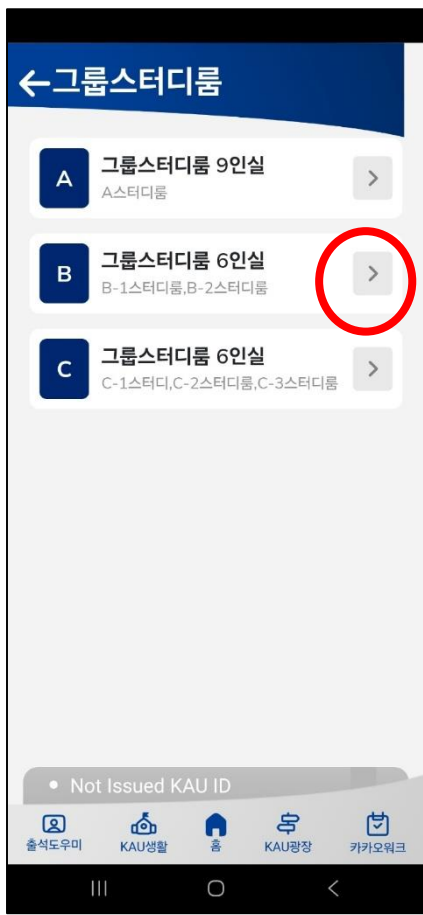 ←그룹스터디룸
A
그룹스터디룸 9인실
A스터디룸
B
그룹스터디룸 6인실
B-1스터디룸,B-2스터디룸
C
그룹스터디룸 6인실
C-1스터디,C-2스터디룸,C-3스터디룸
• Not Issued KAU ID
출석도우미 KAU생활 홈 KAU광장 카카오워크